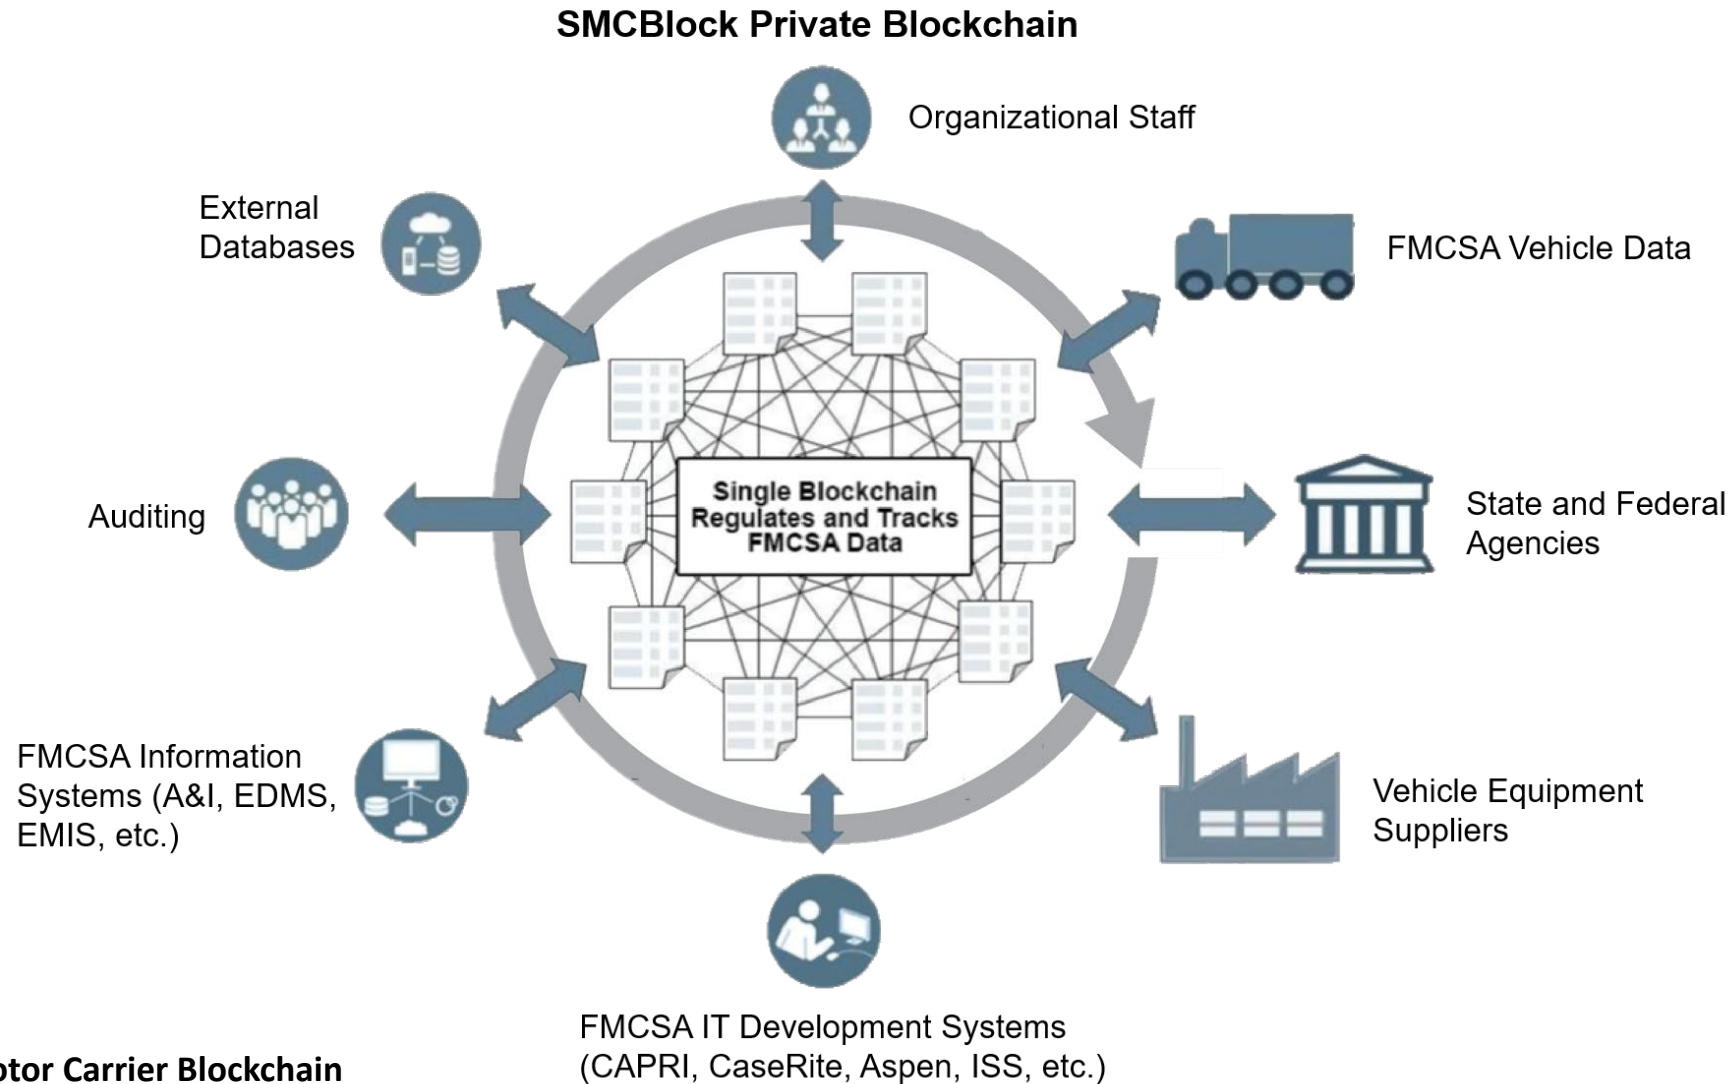 SMCBlock Private Blockchain
Organizational Staff
External
Databases
FMCSA Vehicle Data
Single Blockchain
Regulates and Tracks
FMCSA Data
Auditing
State and Federal
Agencies
FMCSA Information
Systems (A&I, EDMS,
EMIS, etc.)
Vehicle Equipment
Suppliers
FMCSA IT Development Systems
(CAPRI, CaseRite, Aspen, ISS, etc.)
Carrier Blockchain